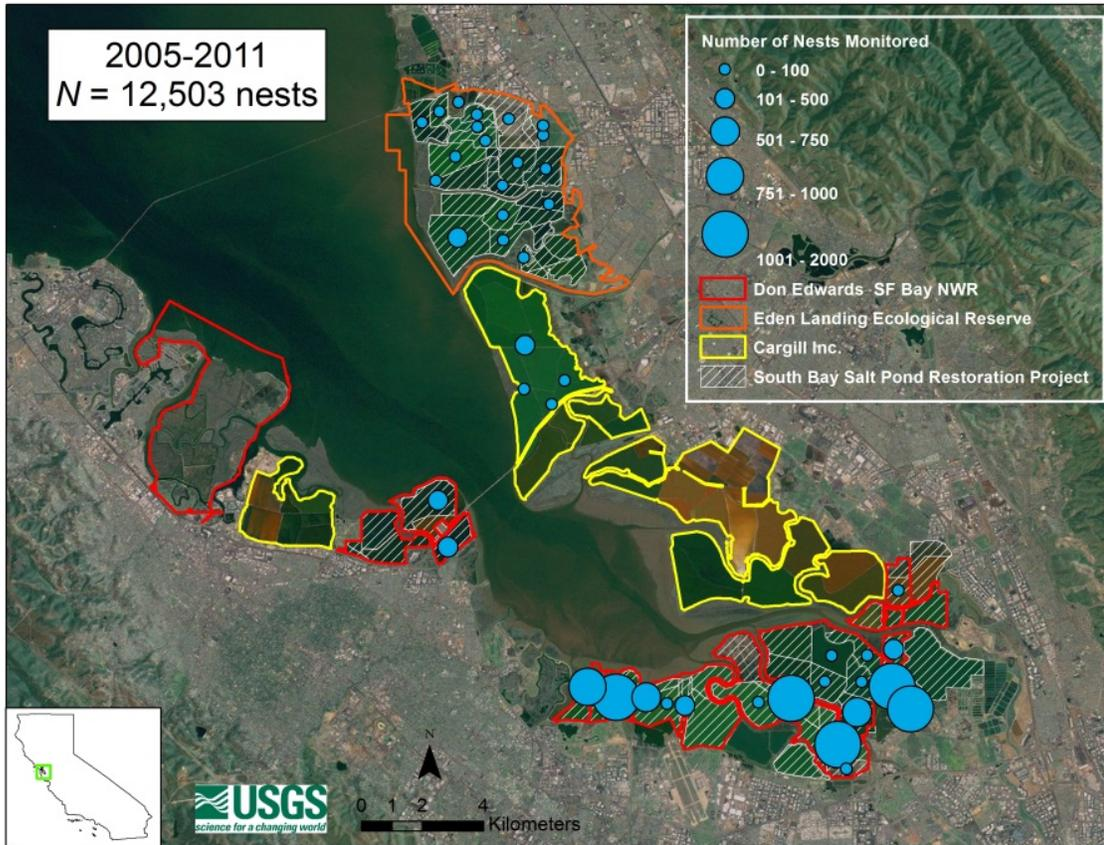 2005-2011
N = 12,503 nests
Number of Nests Monitored
0 - 100
101 - 500
501 - 750
751 - 1000
1001 - 2000
Don Edwards SF Bay NWR
Eden Landing Ecological Reserve
Cargill Inc.
South Bay Salt Pond Restoration Project
N
USGS
science for a changing world
0 1 2 4
Kilometers